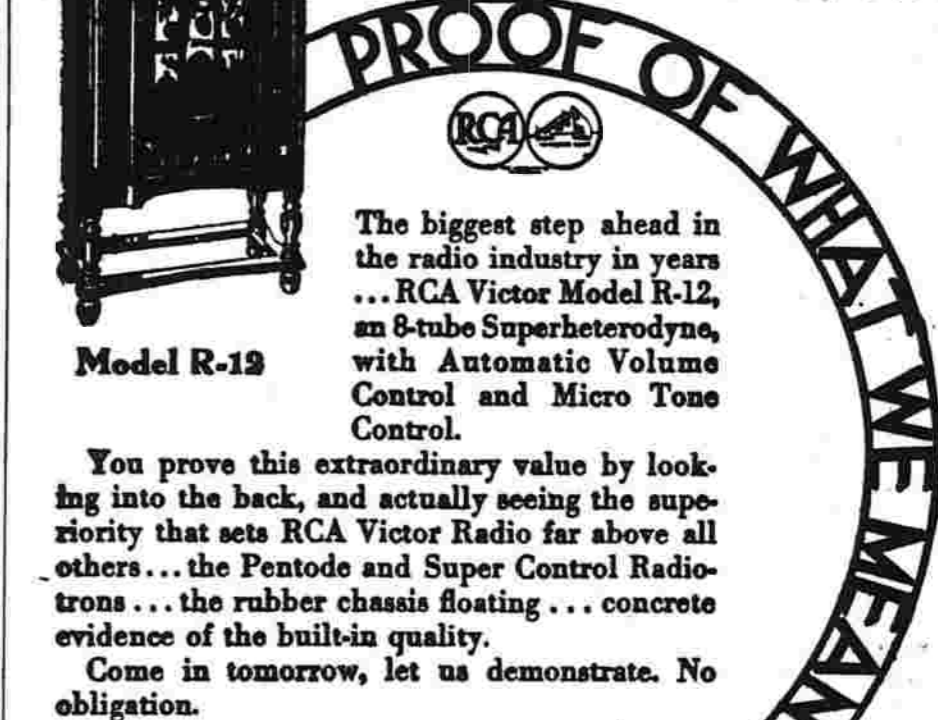 PROOF OF WHAT WE MEAN
RCA
The biggest step ahead in
the radio industry in years
...RCA Victor Model R-12,
an 8-tube Superheterodyne,
with Automatic Volume
Control and Micro Tone
Control.
Model R-12
You prove this extraordinary value by look-
ing into the back, and actually seeing the supe-
riority that sets RCA Victor Radio far above all
others...the Pentode and Super Control Radio-
trons...the rubber chassis floating...concrete
evidence of the built-in quality.
Come in tomorrow, let us demonstrate. No
obligation.